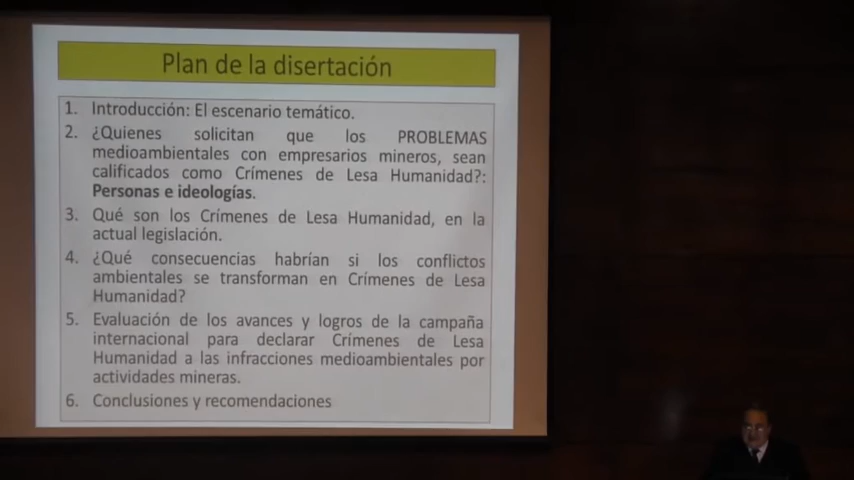 Plan de la disertación
1. Introducción: El escenario temático.
2. ¿Quienes solicitan que los PROBLEMAS
medioambientales con empresarios mineros, sean
calificados como Crímenes de Lesa Humanidad?:
Personas e ideologías.
3. Qué son los Crímenes de Lesa Humanidad, en la
actual legislación.
4. ¿Qué consecuencias habrían si los conflictos
ambientales se transforman en Crímenes de Lesa
Humanidad?
5. Evaluación de los avances y logros de la campaña
internacional para declarar Crímenes de Lesa
Humanidad a las infracciones medioambientales por
actividades mineras.
6. Conclusiones y recomendaciones